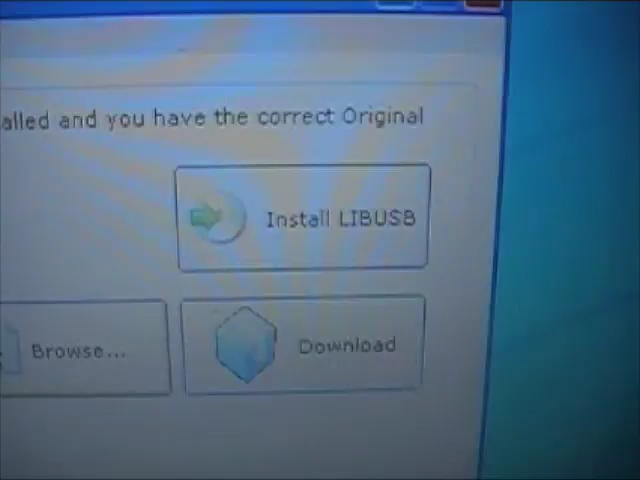 alled and you have the correct Original
Install LIBUSB
Browse...
Download